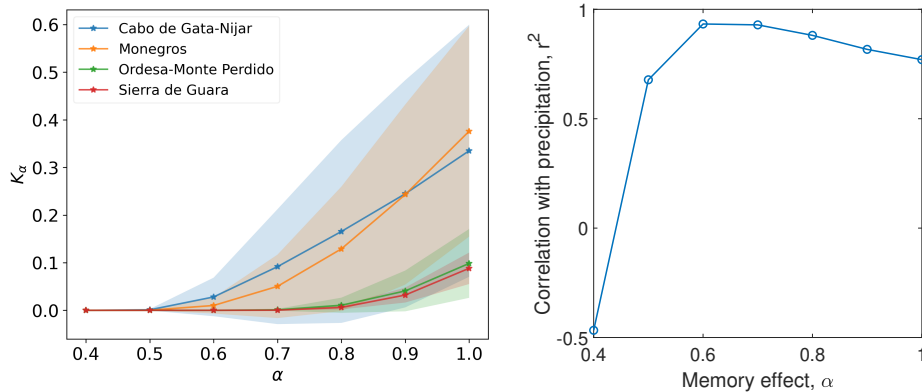 Cabo de Gata-Nijar
Monegros
Ordesa-Monte Perdido
Sierra de Guara
0.6
0.5
0.4
0.3
0.2
0.1
0.0
Kα
0.4 0.5 0.6 0.7 0.8 0.9 1.0
α
1
0.5
0
-0.5
Correlation with precipitation, r²
0.4 0.6 0.8 1
Memory effect, α